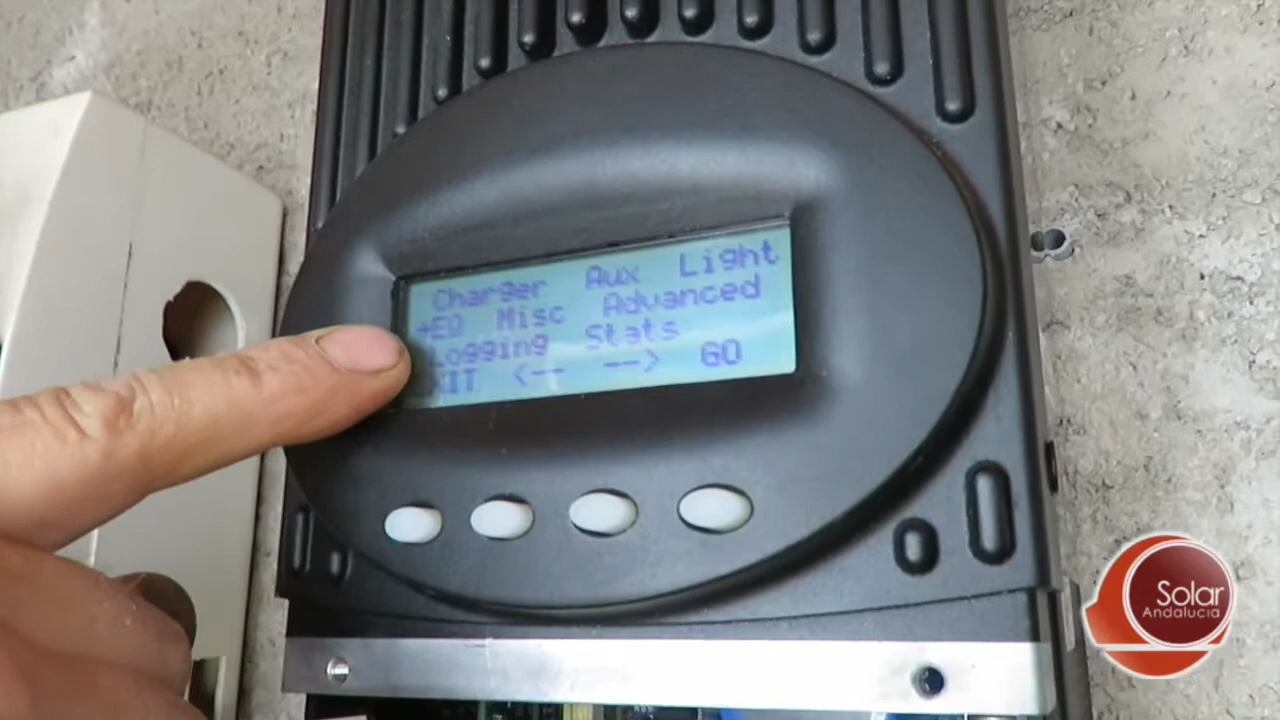 Charger Aux Light
→EQ Misc Advanced
Logging Stats
<-- --> GO
Solar
Andalucia